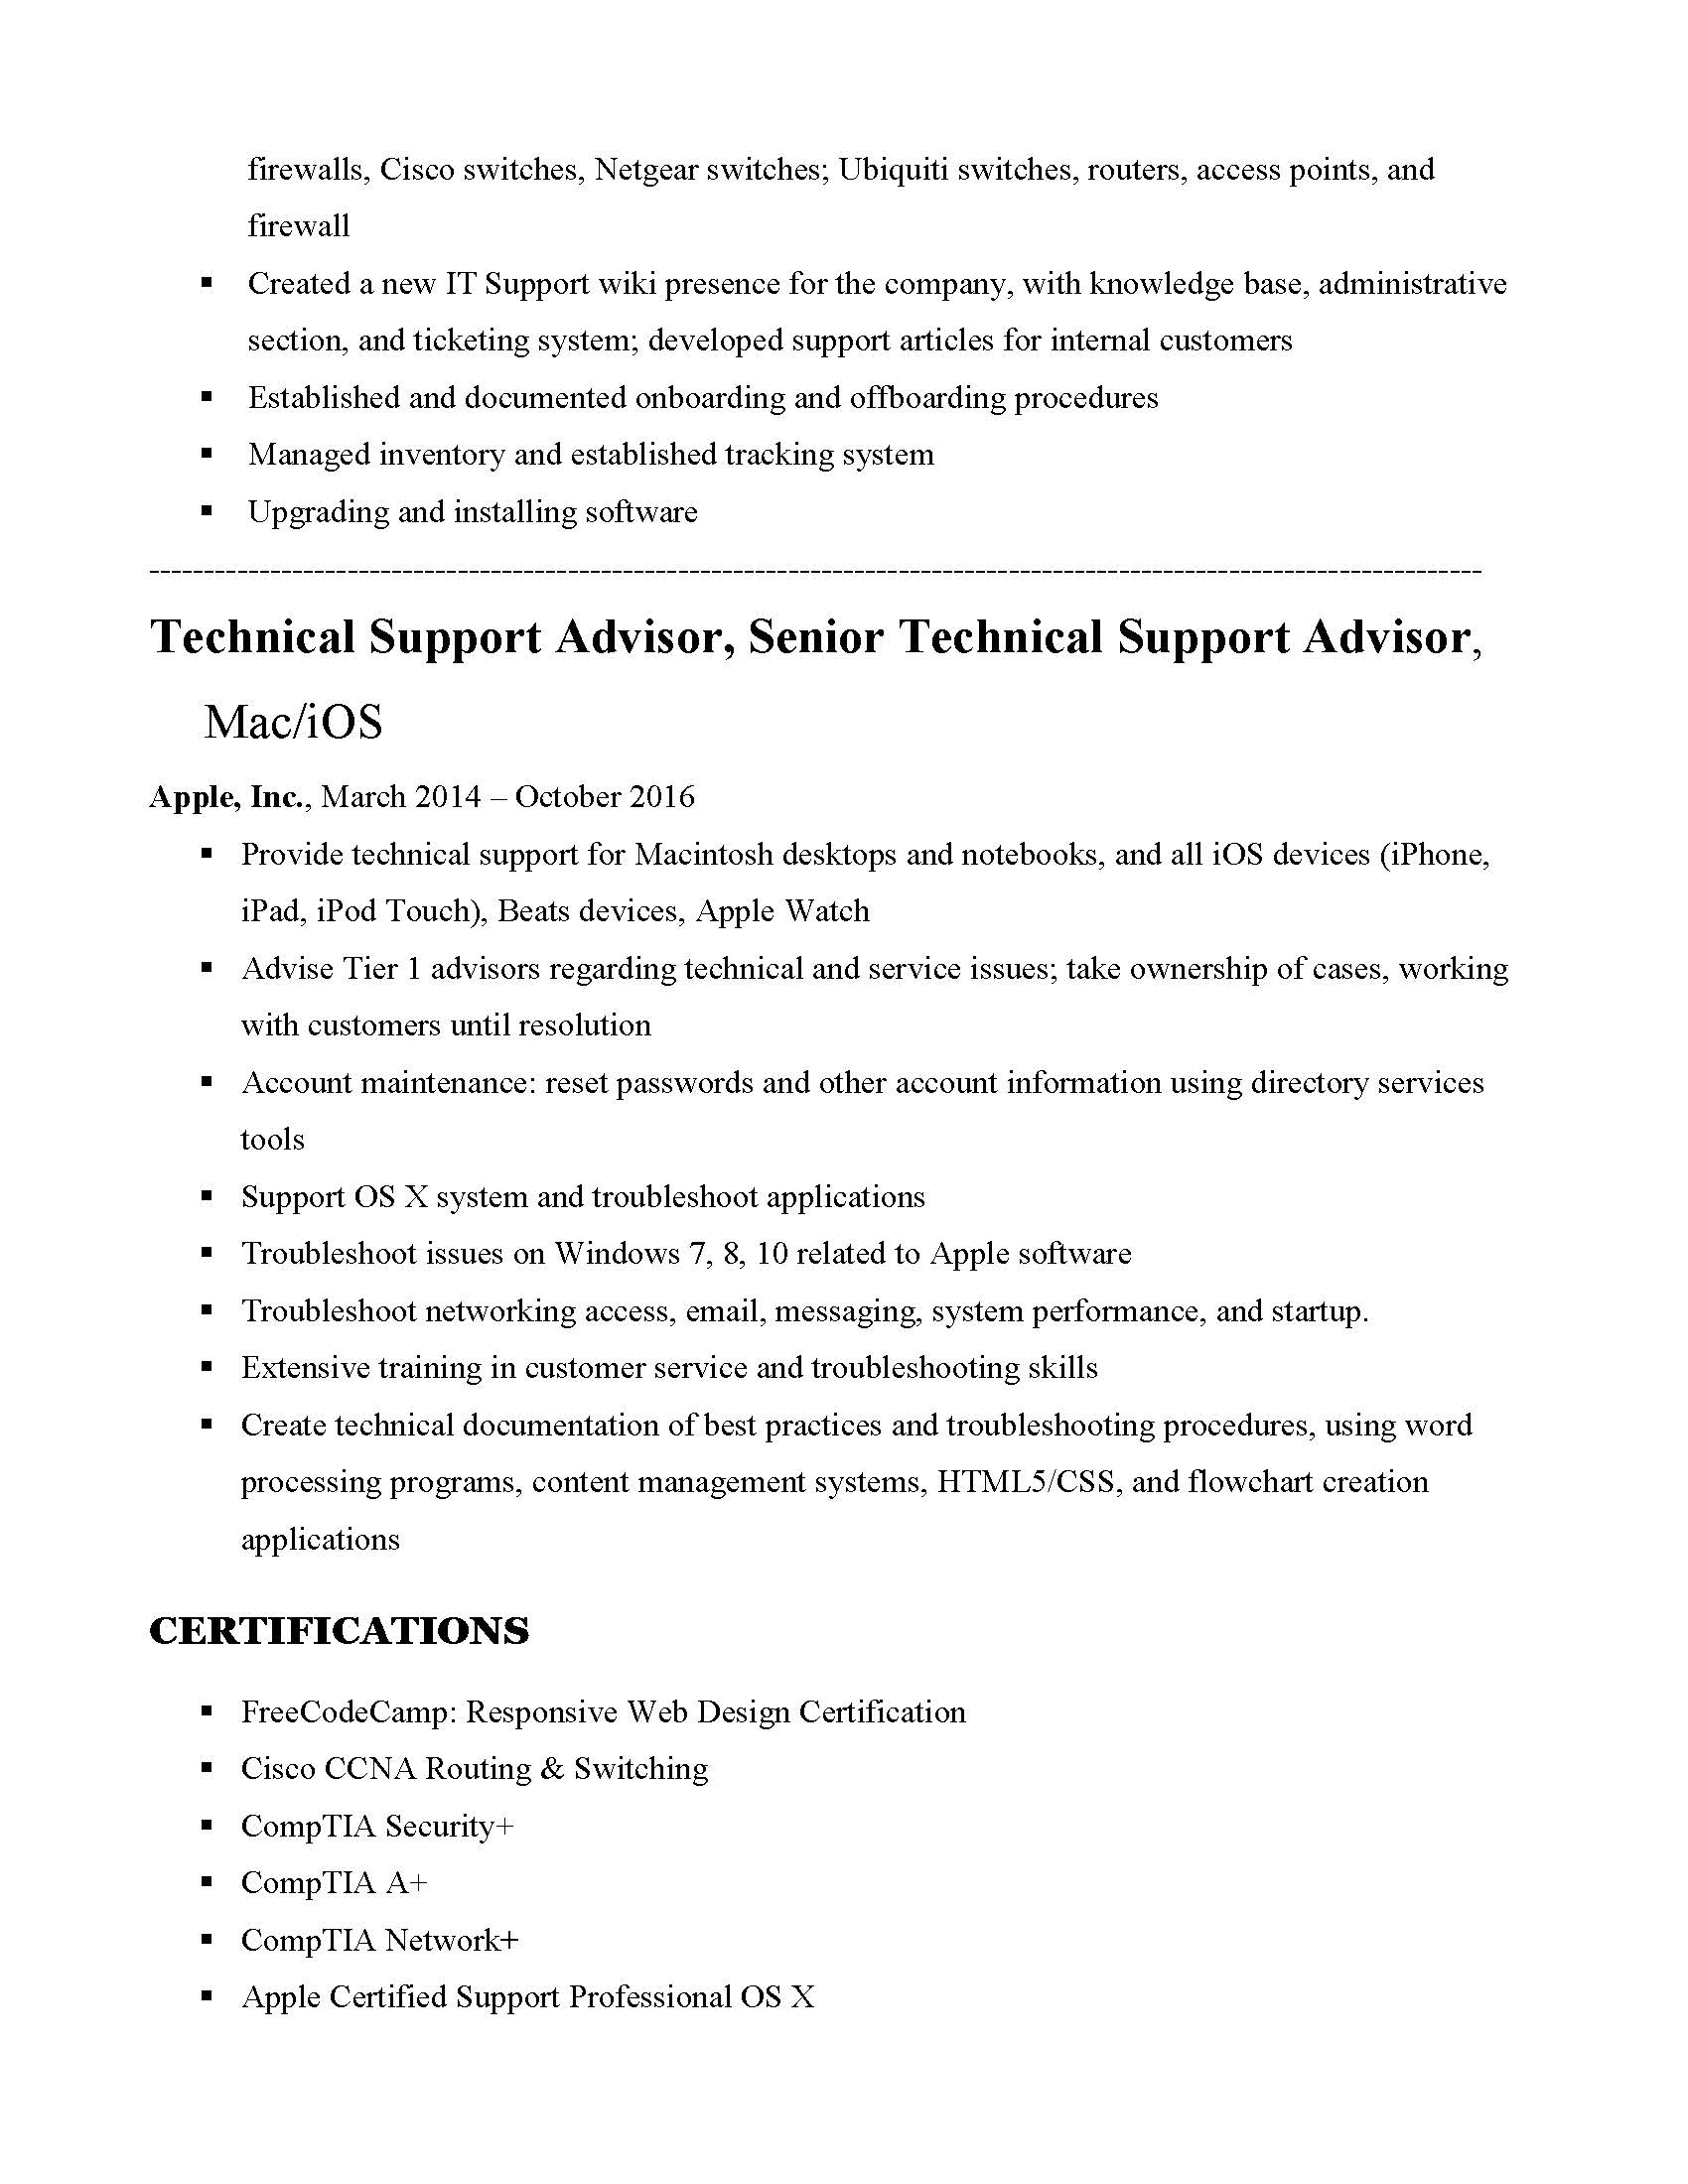 firewalls, Cisco switches, Netgear switches; Ubiquiti switches, routers, access points, and
firewall
▪ Created a new IT Support wiki presence for the company, with knowledge base, administrative
section, and ticketing system; developed support articles for internal customers
▪ Established and documented onboarding and offboarding procedures
▪ Managed inventory and established tracking system
▪ Upgrading and installing software
---------------------------------------------------------------------------------------------------------------------------
Technical Support Advisor, Senior Technical Support Advisor,
Mac/iOS
Apple, Inc., March 2014 – October 2016
▪ Provide technical support for Macintosh desktops and notebooks, and all iOS devices (iPhone,
iPad, iPod Touch), Beats devices, Apple Watch
▪ Advise Tier 1 advisors regarding technical and service issues; take ownership of cases, working
with customers until resolution
▪ Account maintenance: reset passwords and other account information using directory services
tools
▪ Support OS X system and troubleshoot applications
▪ Troubleshoot issues on Windows 7, 8, 10 related to Apple software
▪ Troubleshoot networking access, email, messaging, system performance, and startup.
▪ Extensive training in customer service and troubleshooting skills
▪ Create technical documentation of best practices and troubleshooting procedures, using word
processing programs, content management systems, HTML5/CSS, and flowchart creation
applications
CERTIFICATIONS
▪ FreeCodeCamp: Responsive Web Design Certification
▪ Cisco CCNA Routing & Switching
▪ CompTIA Security+
▪ CompTIA A+
▪ CompTIA Network+
▪ Apple Certified Support Professional OS X